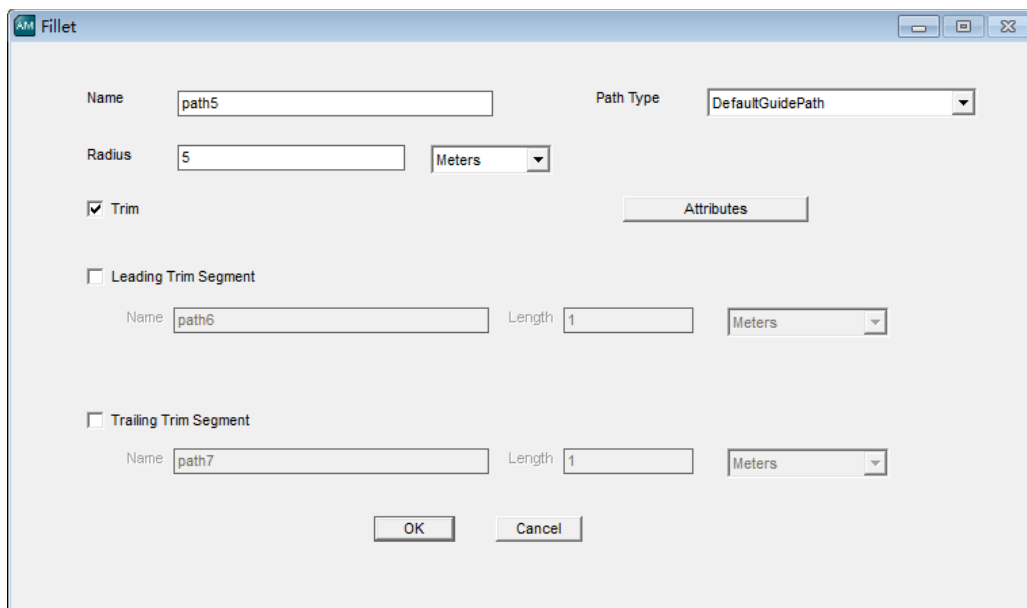 AM Fillet
Name path5 Path Type DefaultGuidePath
Radius 5 Meters
Trim Attributes
Leading Trim Segment
Name path6 Length 1 Meters
Trailing Trim Segment
Name path7 Length 1 Meters
OK Cancel